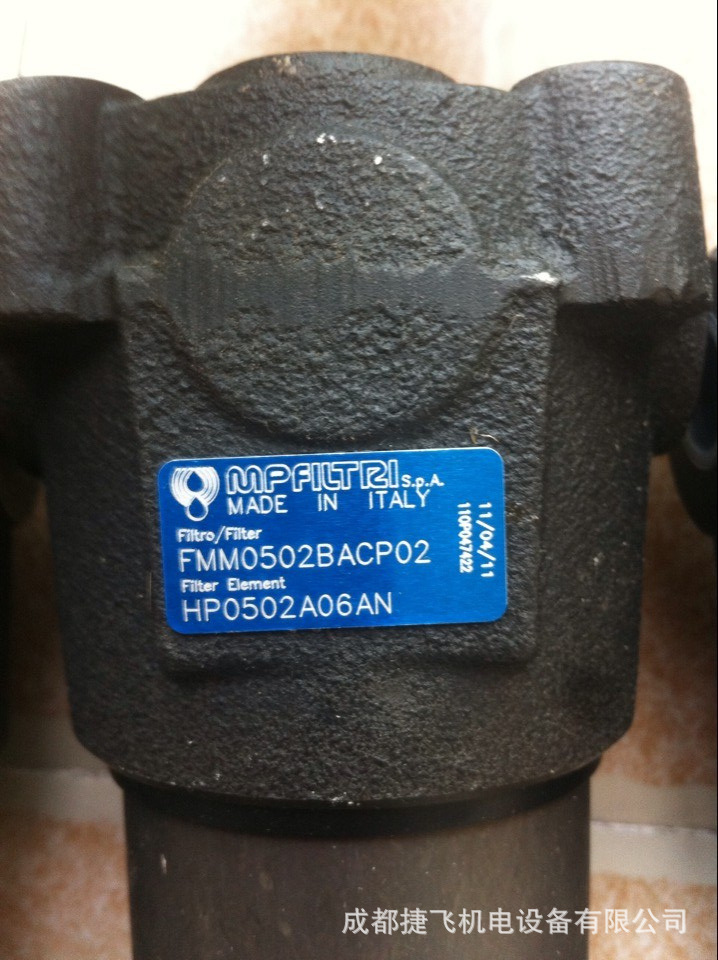 MPFILTRI S.p.A.
MADE IN ITALY
Filtro/Filter
FMM0502BACP02
Filter Element
HP0502A06AN
11/04/11
110P047422
成都捷飞机电设备有限公司